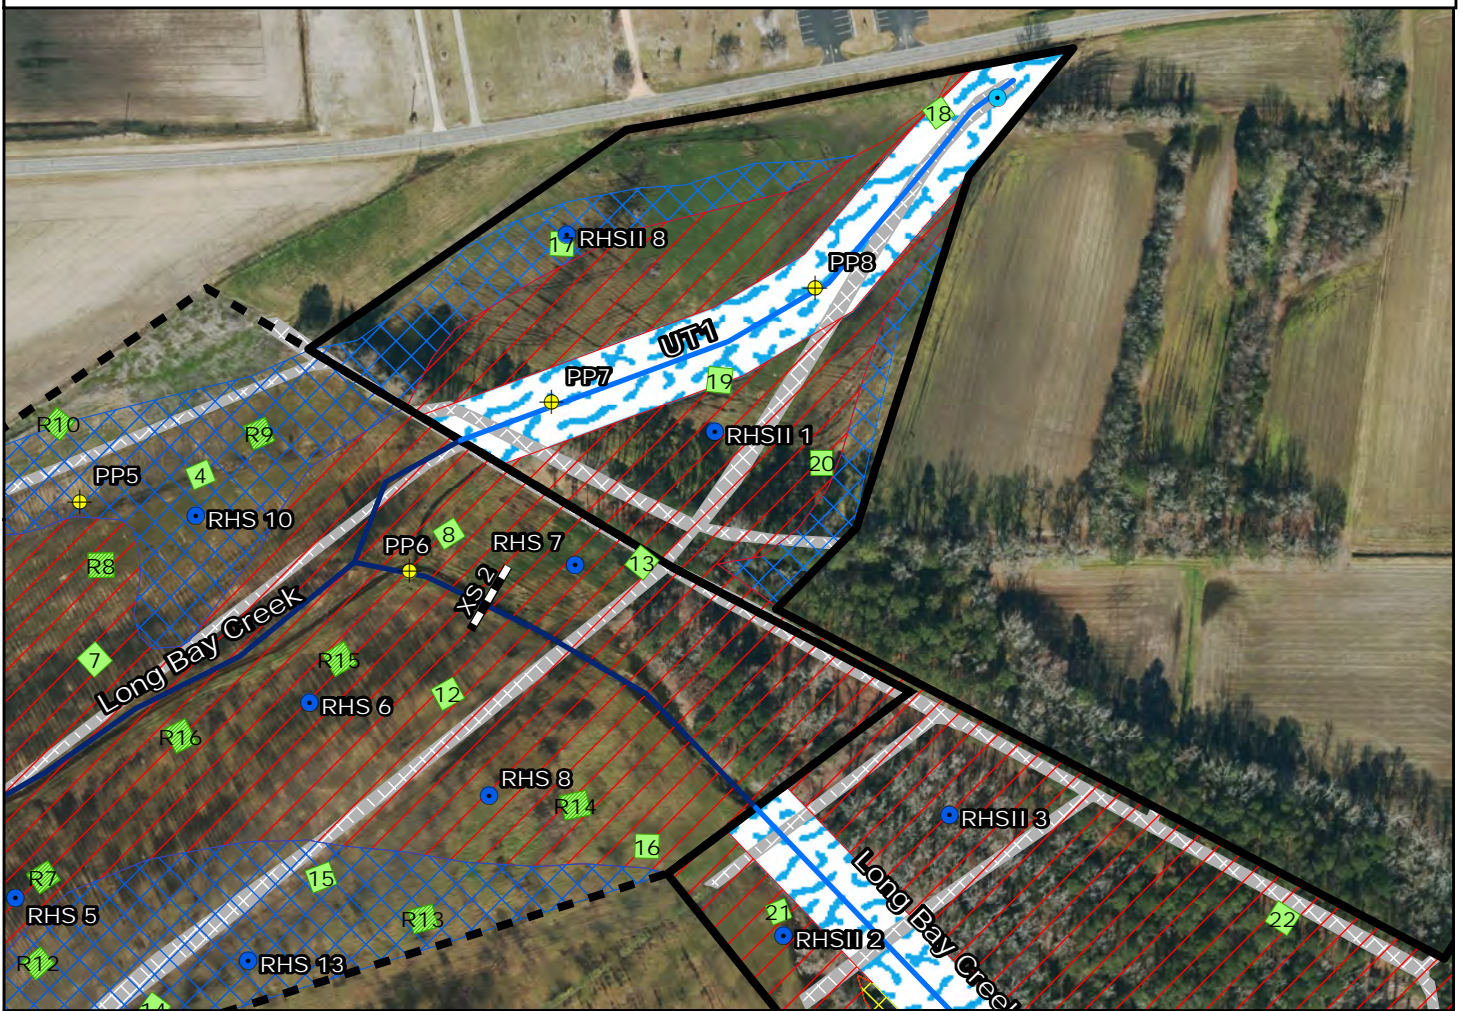 18
RHSII 8
17
PP8
UT1
PP7
19
R10
R9
RHSII 1
PP5
4
20
RHS 10
8
PP6
RHS 7
R8
13
XS 2
Long Bay Creek
7
R15
12
RHS 6
R16
RHS 8
R14
RHSII 3
16
Long Bay Creek
R7
15
RHS 5
R13
21
22
RHSII 2
R12
RHS 13
14